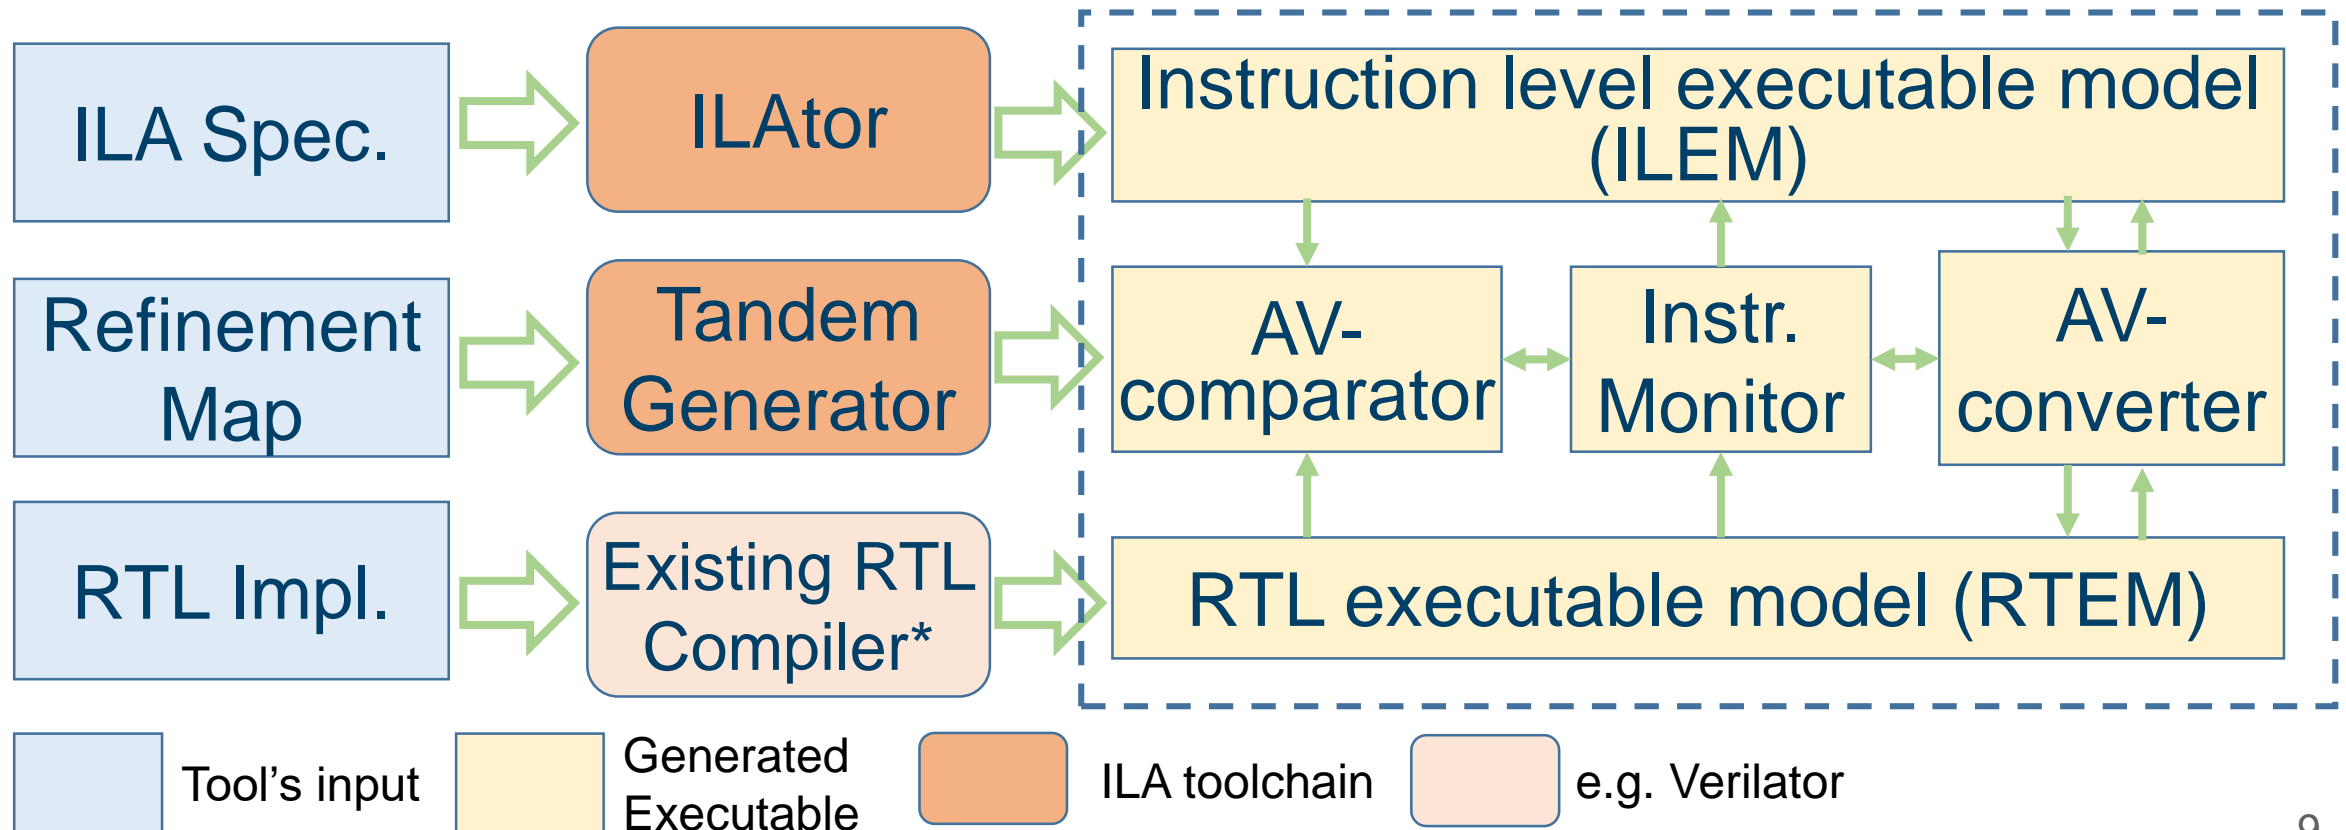 ILA Spec.
ILAtor
Instruction level executable model
(ILEM)
Refinement
Map
Tandem
Generator
AV-
comparator
Instr.
Monitor
AV-
converter
RTL Impl.
Existing RTL
Compiler*
RTL executable model (RTEM)
Tool’s input
Generated
Executable
ILA toolchain
e.g. Verilator
9